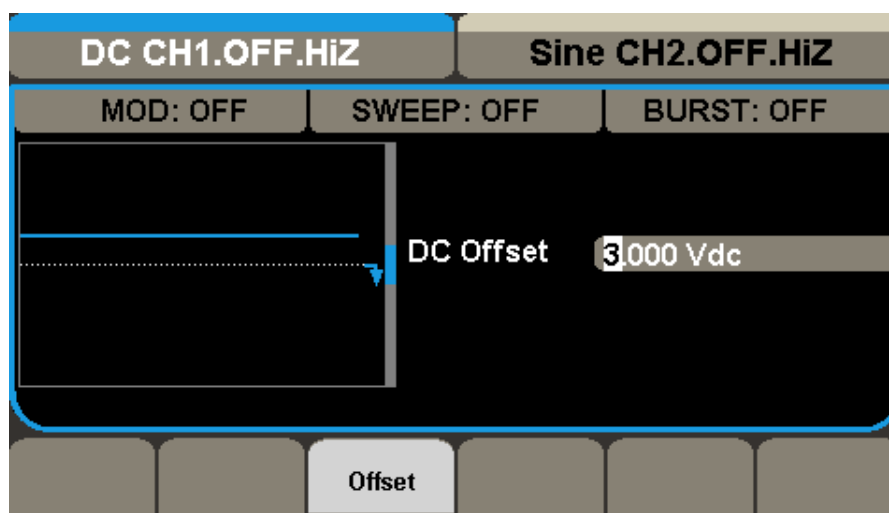 DC CH1.OFF.HiZ Sine CH2.OFF.HiZ
MOD: OFF SWEEP: OFF BURST: OFF
DC Offset 3.000 Vdc
Offset